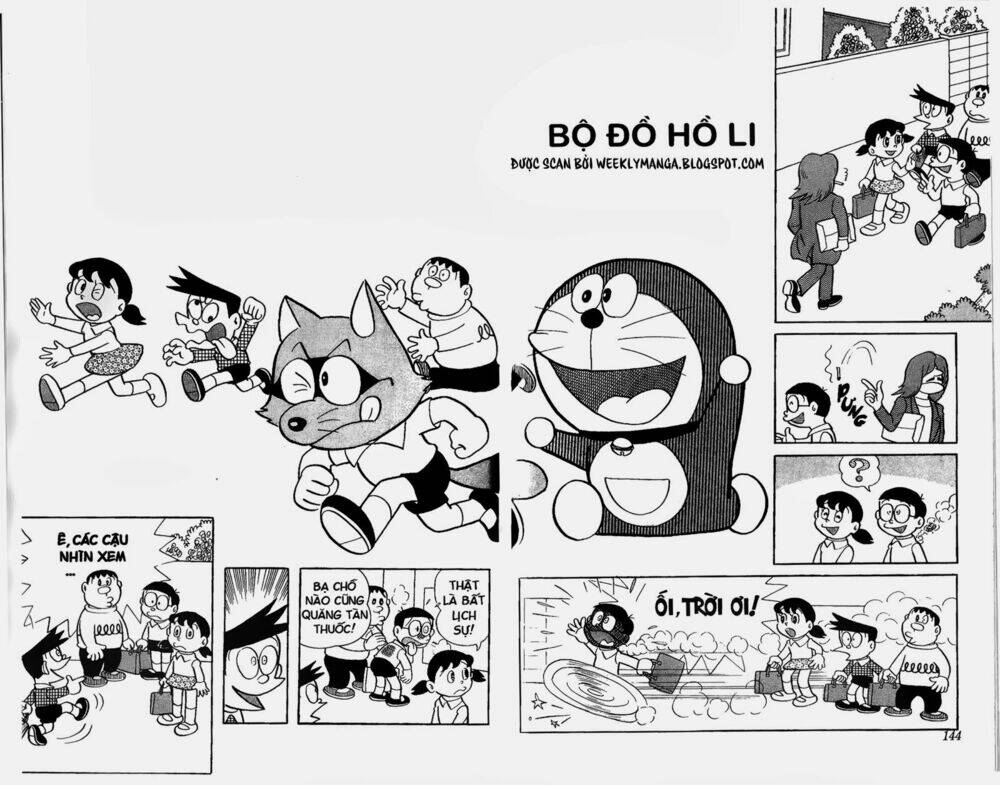 BỘ ĐỒ HỒ LI
ĐƯỢC SCAN BỞI WEEKLYMANGA.BLOGSPOT.COM
!
PỤNG
?
ỐI, TRỜI ƠI!
144
THẬT
LÀ BẤT
LỊCH
SỰ!
BẠ CHỖ
NÀO CŨNG
QUĂNG TÀN
THUỐC!
Ê, CÁC CẬU
NHÌN XEM
...